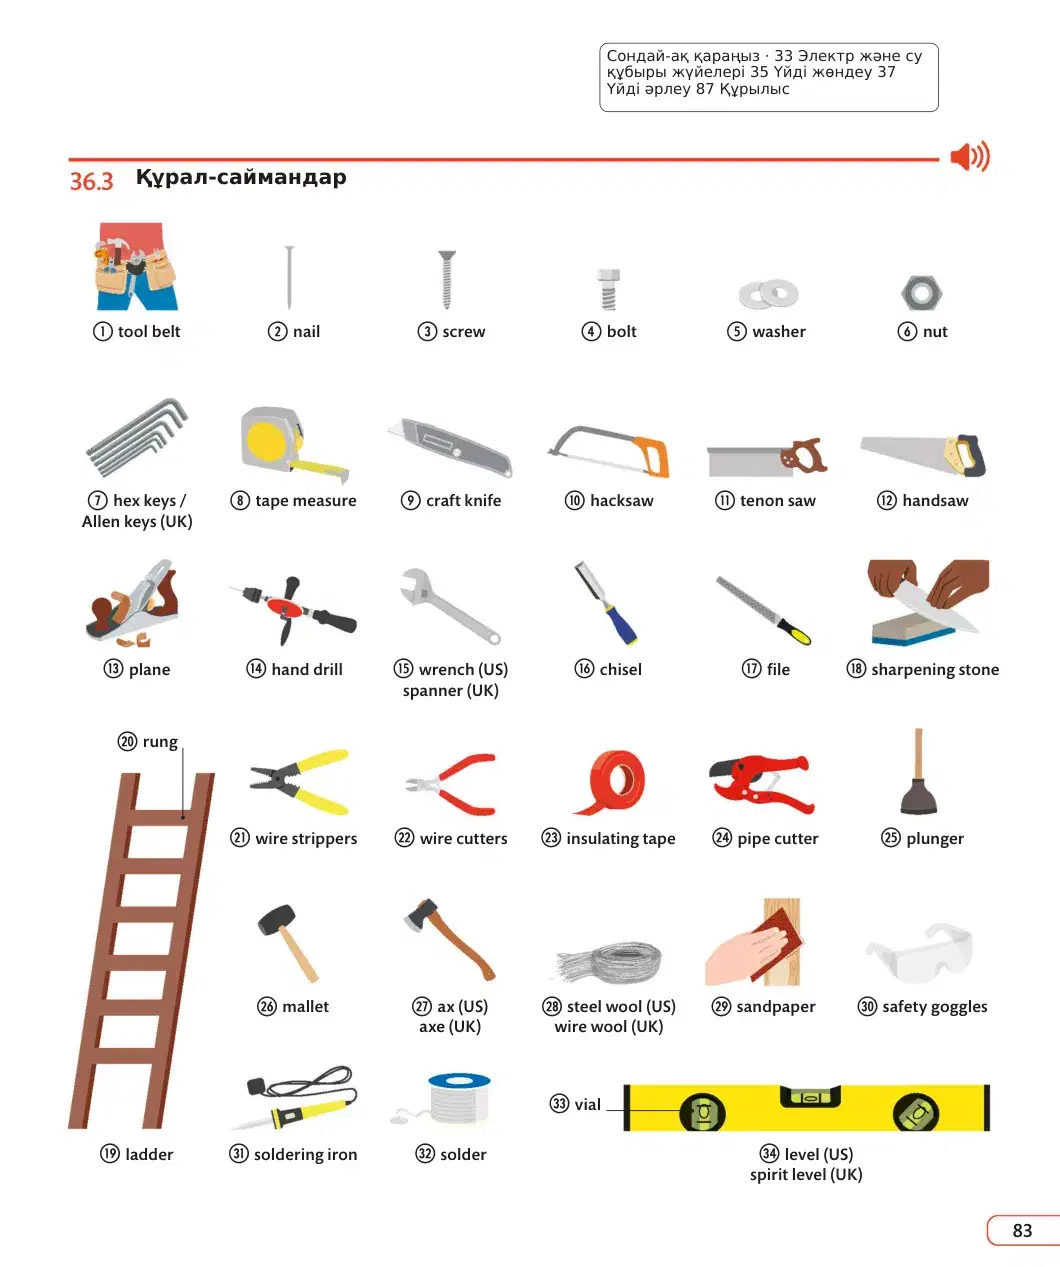 Сондай-ақ қараңыз · 33 Электр және су
құбыры жүйелері 35 Үйді жөндеу 37
Үйді әрлеу 87 Құрылыс
36.3 Құрал-саймандар
1 tool belt
2 nail
3 screw
4 bolt
5 washer
6 nut
7 hex keys /
Allen keys (UK)
8 tape measure
9 craft knife
10 hacksaw
11 tenon saw
12 handsaw
13 plane
14 hand drill
15 wrench (US)
spanner (UK)
16 chisel
17 file
18 sharpening stone
20 rung
21 wire strippers
22 wire cutters
23 insulating tape
24 pipe cutter
25 plunger
26 mallet
27 ax (US)
axe (UK)
28 steel wool (US)
wire wool (UK)
29 sandpaper
30 safety goggles
19 ladder
31 soldering iron
32 solder
33 vial
34 level (US)
spirit level (UK)
83